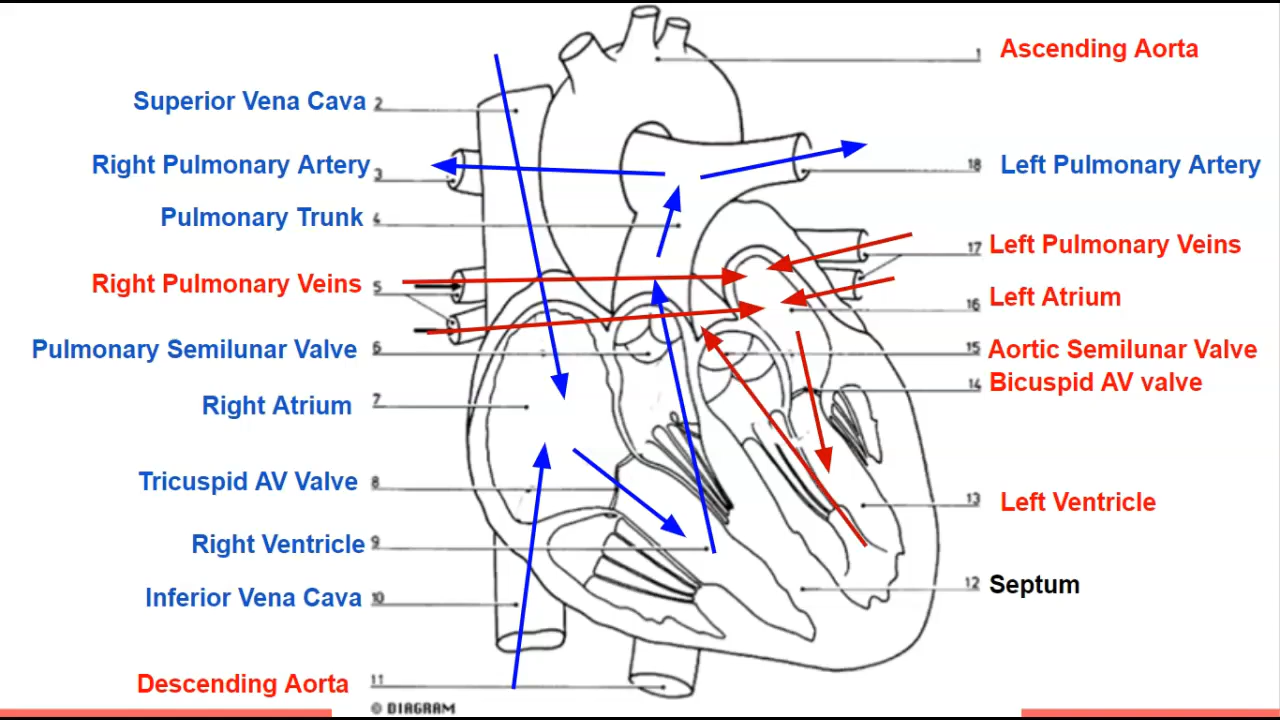 1 Ascending Aorta
Superior Vena Cava 2
Right Pulmonary Artery 3
18 Left Pulmonary Artery
Pulmonary Trunk 4
17 Left Pulmonary Veins
Right Pulmonary Veins 5
16 Left Atrium
Pulmonary Semilunar Valve 6
15 Aortic Semilunar Valve
14 Bicuspid AV valve
Right Atrium 7
Tricuspid AV Valve 8
13 Left Ventricle
Right Ventricle 9
12 Septum
Inferior Vena Cava 10
Descending Aorta 11
© DIAGRAM